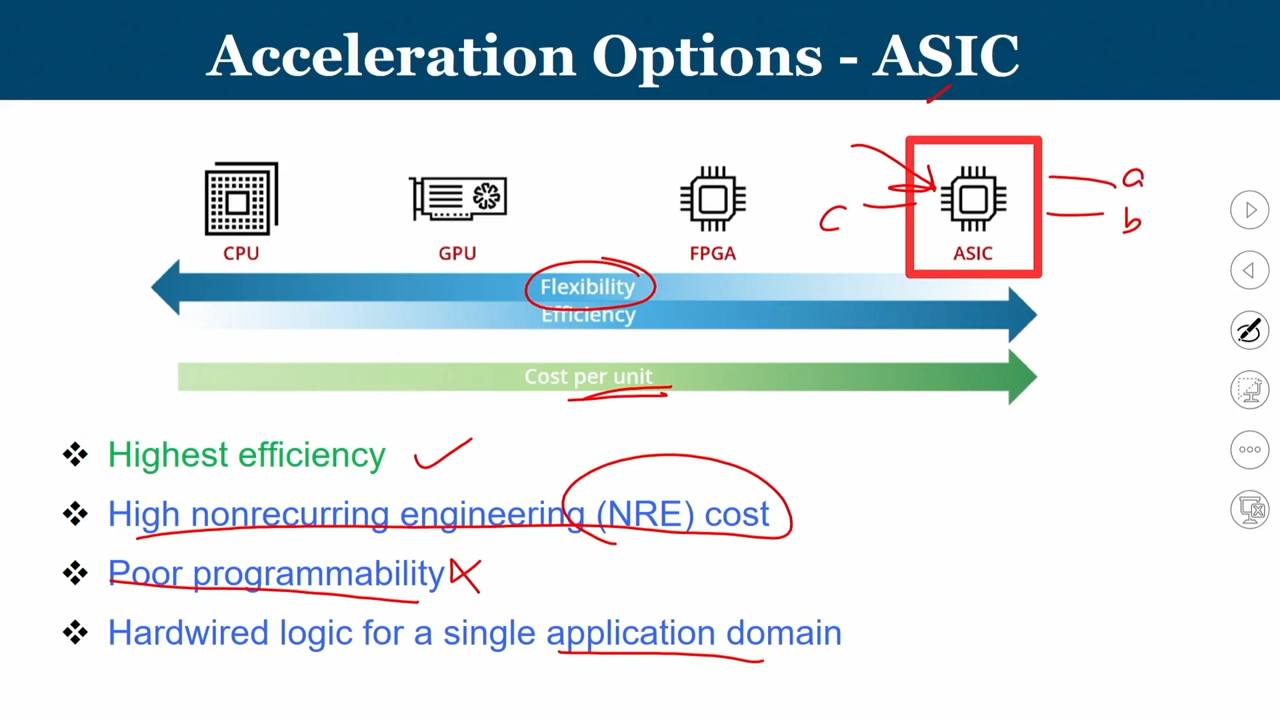 Acceleration Options - ASIC
a
c
b
CPU
GPU
FPGA
ASIC
Flexibility
Efficiency
Cost per unit
❖ Highest efficiency
❖ High nonrecurring engineering (NRE) cost
❖ Poor programmability
❖ Hardwired logic for a single application domain